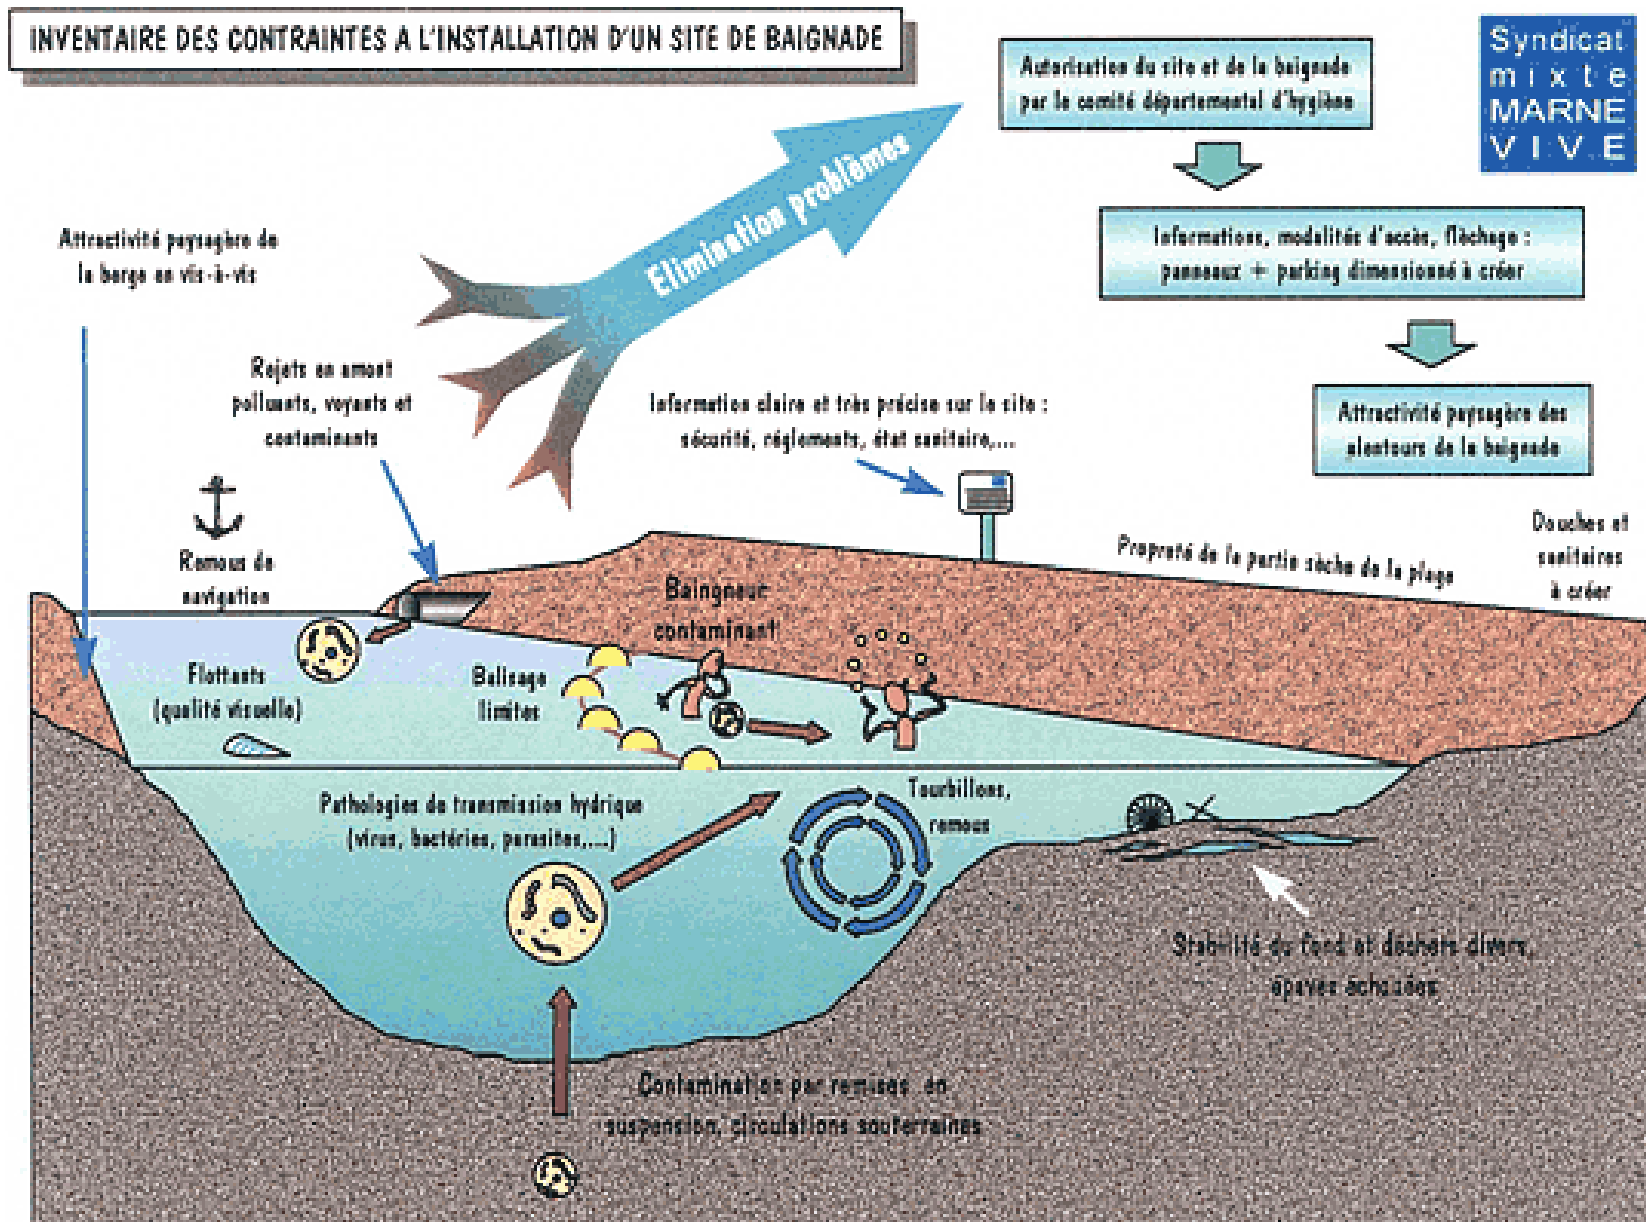 INVENTAIRE DES CONTRAINTES A L'INSTALLATION D'UN SITE DE BAIGNADE
Autorisation du site et de la baignade
par le comité départemental d'hygiène
Syndicat
mixte
MARNE
VIVE
Elimination problèmes
Informations, modalités d'accès, flèchage :
panneaux + parking dimensionné à créer
Attractivité paysagère de
la berge en vis-à-vis
Rejets en amont
polluants, voyants et
contaminants
Information claire et très précise sur le site :
sécurité, réglements, état sanitaire,...
Attractivité paysagère des
alentours de la baignade
Remous de
navigation
Propreté de la partie sèche de la plage
Douches et
sanitaires
à créer
Baingneur
contaminant
Flottants
(qualité visuelle)
Balisage
limites
Pathologies de transmission hydrique
(virus, bactéries, parasites,...)
Tourbillons,
remous
Stabilité du fond et déchets divers,
épaves échouées
Contamination par remises en
suspension, circulations souterraines ...